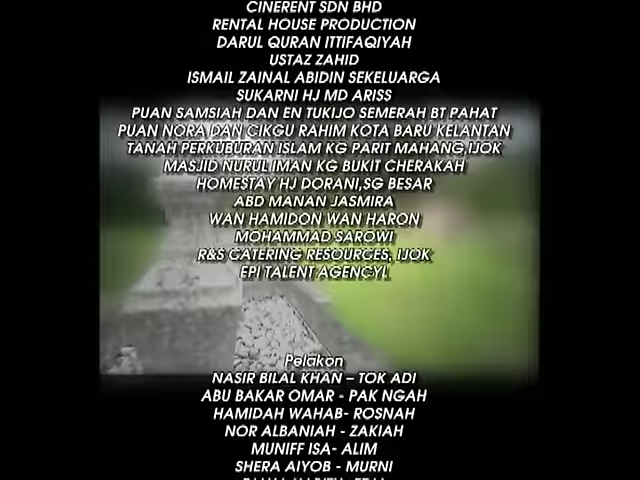 CINERENT SDN BHD
RENTAL HOUSE PRODUCTION
DARUL QURAN ITTIFAQIYAH
USTAZ ZAHID
ISMAIL ZAINAL ABIDIN SEKELUARGA
SUKARNI HJ MD ARISS
PUAN SAMSIAH DAN EN TUKIJO SEMERAH BT PAHAT
PUAN NORA DAN CIKGU RAHIM KOTA BARU KELANTAN
TANAH PERKUBURAN ISLAM KG PARIT MAHANG,IJOK
MASJID NURUL IMAN KG BUKIT CHERAKAH
HOMESTAY HJ DORANI,SG BESAR
ABD MANAN JASMIRA
WAN HAMIDON WAN HARON
MOHAMMAD SAROWI
R&S CATERING RESOURCES, IJOK
EPI TALENT AGENCYL
Pelakon
NASIR BILAL KHAN – TOK ADI
ABU BAKAR OMAR - PAK NGAH
HAMIDAH WAHAB- ROSNAH
NOR ALBANIAH - ZAKIAH
MUNIFF ISA- ALIM
SHERA AIYOB - MURNI